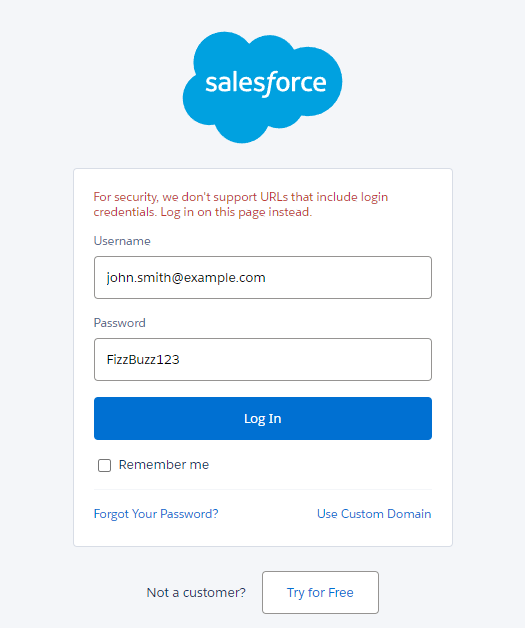 salesforce
For security, we don't support URLs that include login
credentials. Log in on this page instead.
Username
john.smith@example.com
Password
FizzBuzz123
Log In
Remember me
Forgot Your Password? Use Custom Domain
Not a customer? Try for Free